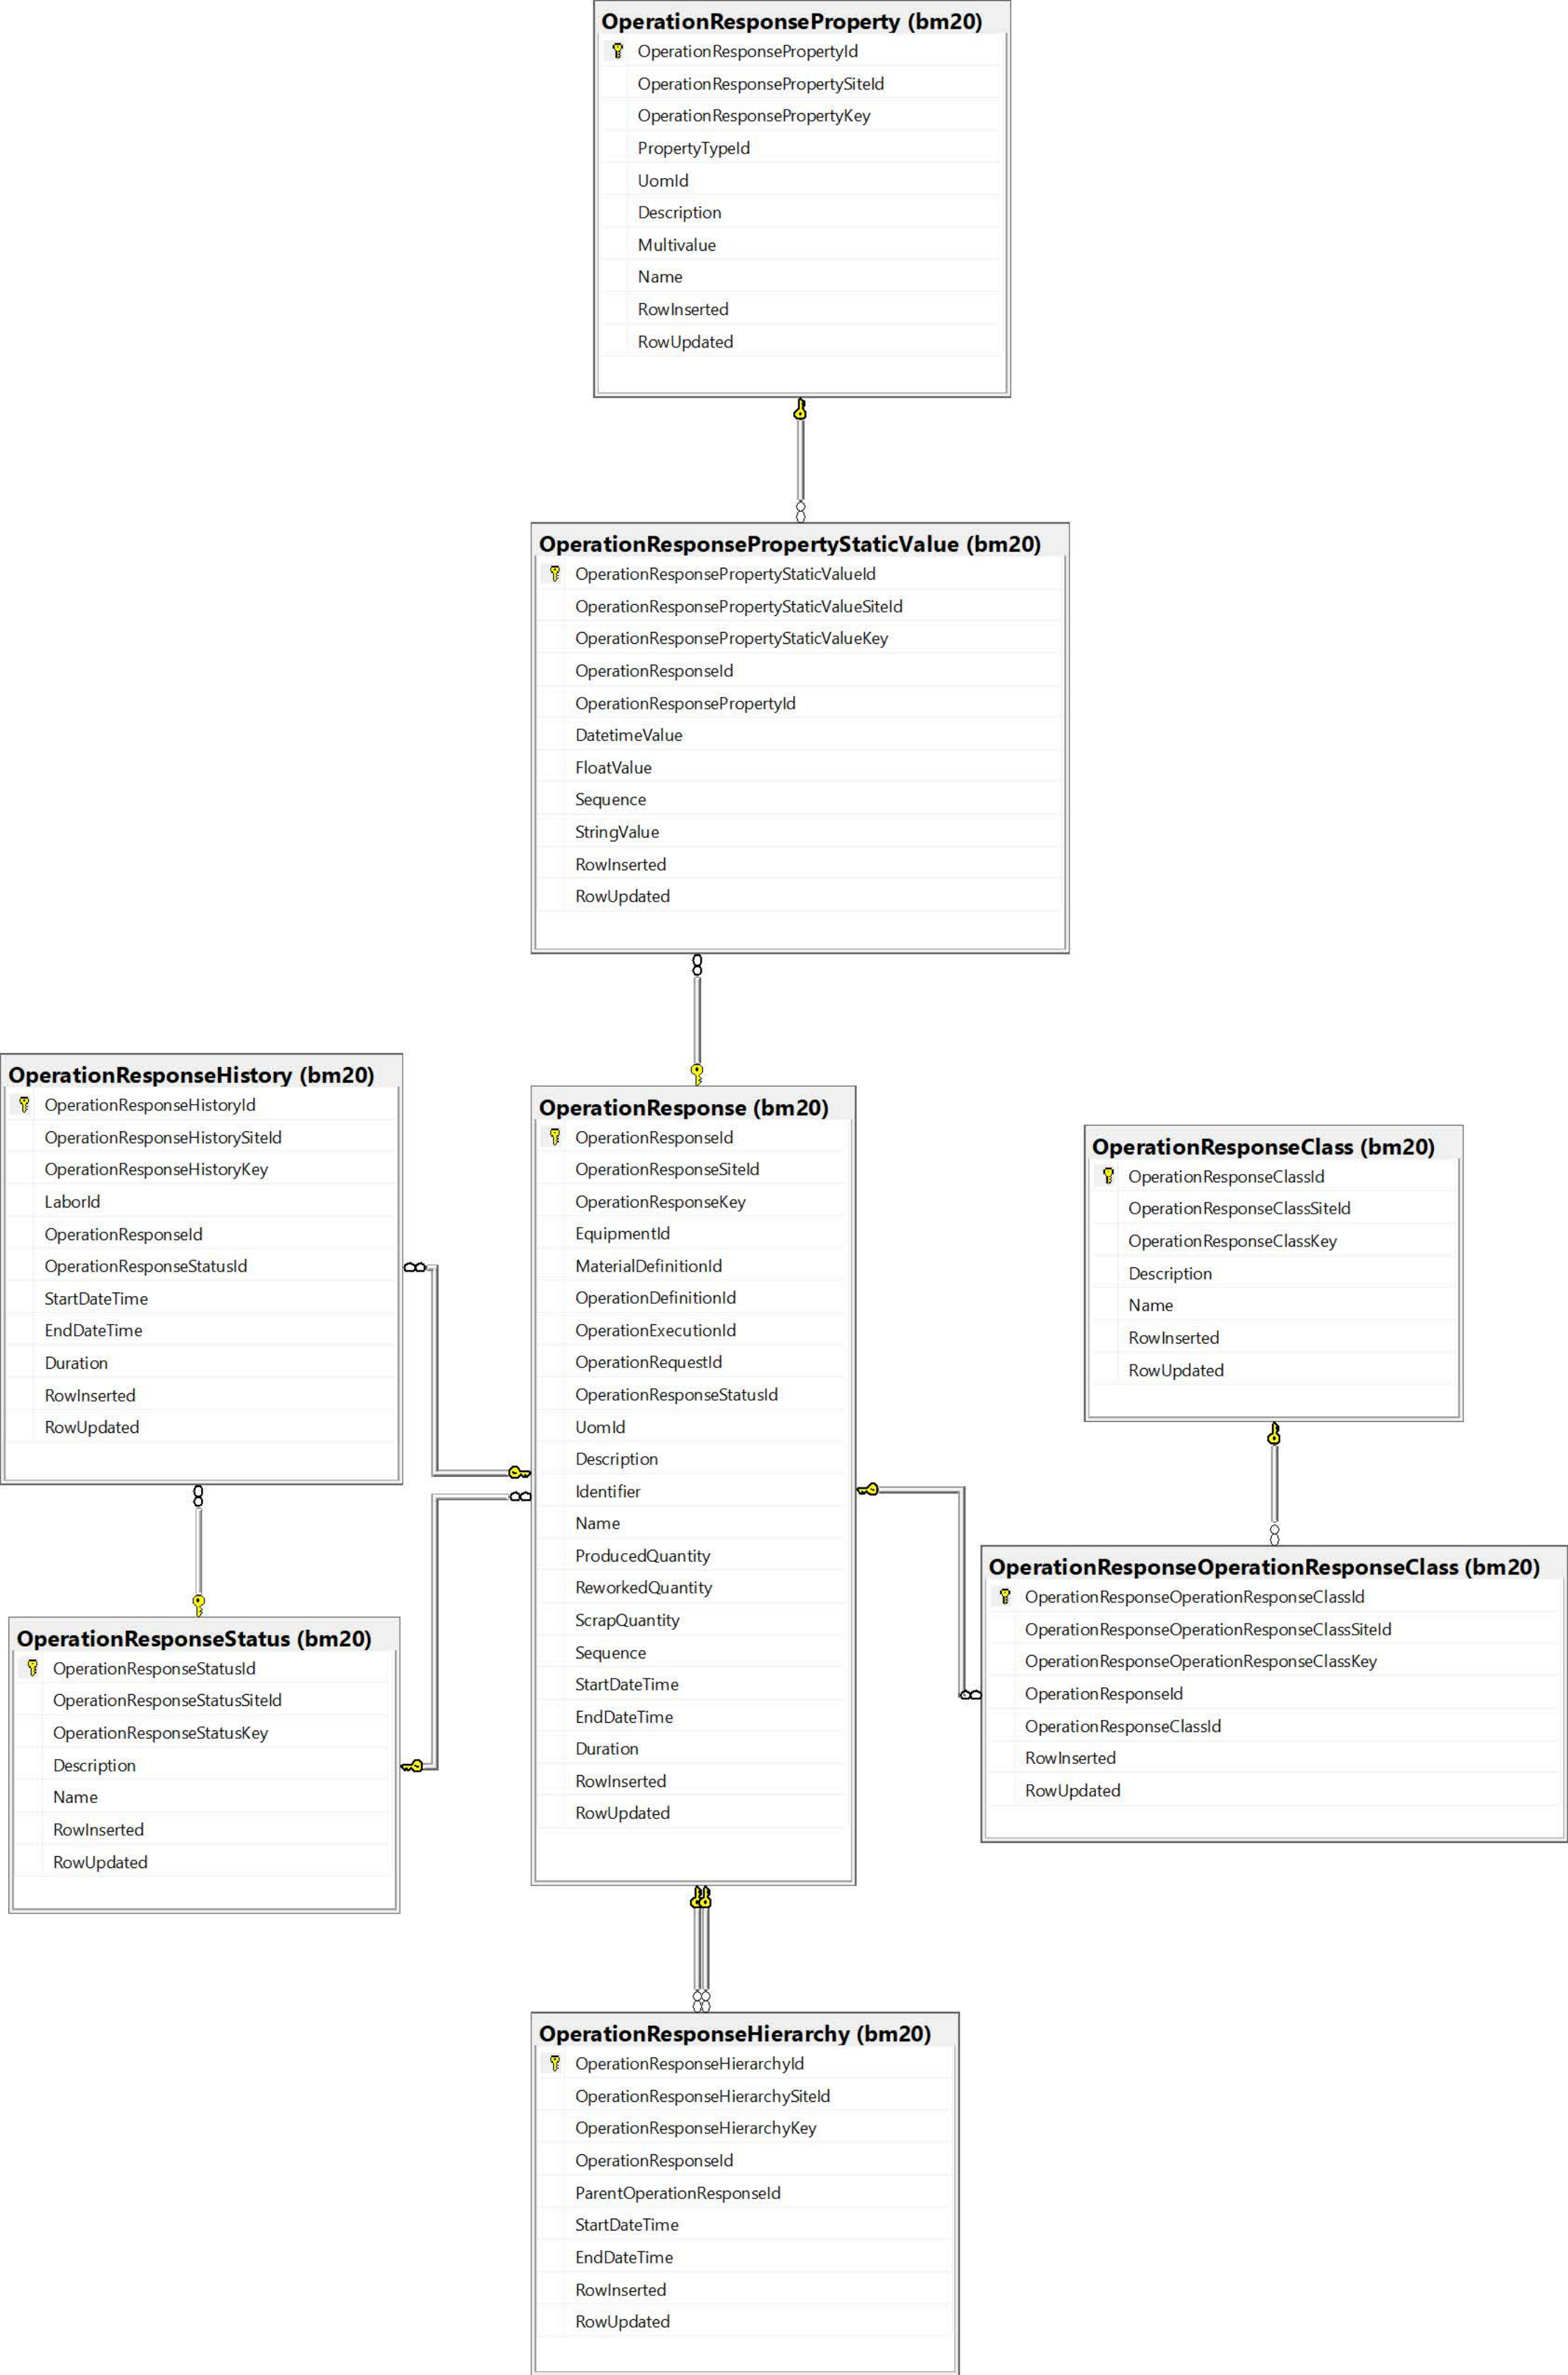 OperationResponseProperty (bm20)
OperationResponsePropertyId
OperationResponsePropertySiteId
OperationResponsePropertyKey
PropertyTypeId
UomId
Description
Multivalue
Name
RowInserted
RowUpdated
OperationResponsePropertyStaticValue (bm20)
OperationResponsePropertyStaticValueId
OperationResponsePropertyStaticValueSiteId
OperationResponsePropertyStaticValueKey
OperationResponseId
OperationResponsePropertyId
DatetimeValue
FloatValue
Sequence
StringValue
RowInserted
RowUpdated
OperationResponseHistory (bm20)
OperationResponseHistoryId
OperationResponseHistorySiteId
OperationResponseHistoryKey
LaborId
OperationResponseId
OperationResponseStatusId
StartDateTime
EndDateTime
Duration
RowInserted
RowUpdated
OperationResponse (bm20)
OperationResponseId
OperationResponseSiteId
OperationResponseKey
EquipmentId
MaterialDefinitionId
OperationDefinitionId
OperationExecutionId
OperationRequestId
OperationResponseStatusId
UomId
Description
Identifier
Name
ProducedQuantity
ReworkedQuantity
ScrapQuantity
Sequence
StartDateTime
EndDateTime
Duration
RowInserted
RowUpdated
OperationResponseClass (bm20)
OperationResponseClassId
OperationResponseClassSiteId
OperationResponseClassKey
Description
Name
RowInserted
RowUpdated
OperationResponseOperationResponseClass (bm20)
OperationResponseOperationResponseClassId
OperationResponseOperationResponseClassSiteId
OperationResponseOperationResponseClassKey
OperationResponseId
OperationResponseClassId
RowInserted
RowUpdated
OperationResponseStatus (bm20)
OperationResponseStatusId
OperationResponseStatusSiteId
OperationResponseStatusKey
Description
Name
RowInserted
RowUpdated
OperationResponseHierarchy (bm20)
OperationResponseHierarchyId
OperationResponseHierarchySiteId
OperationResponseHierarchyKey
OperationResponseId
ParentOperationResponseId
StartDateTime
EndDateTime
RowInserted
RowUpdated